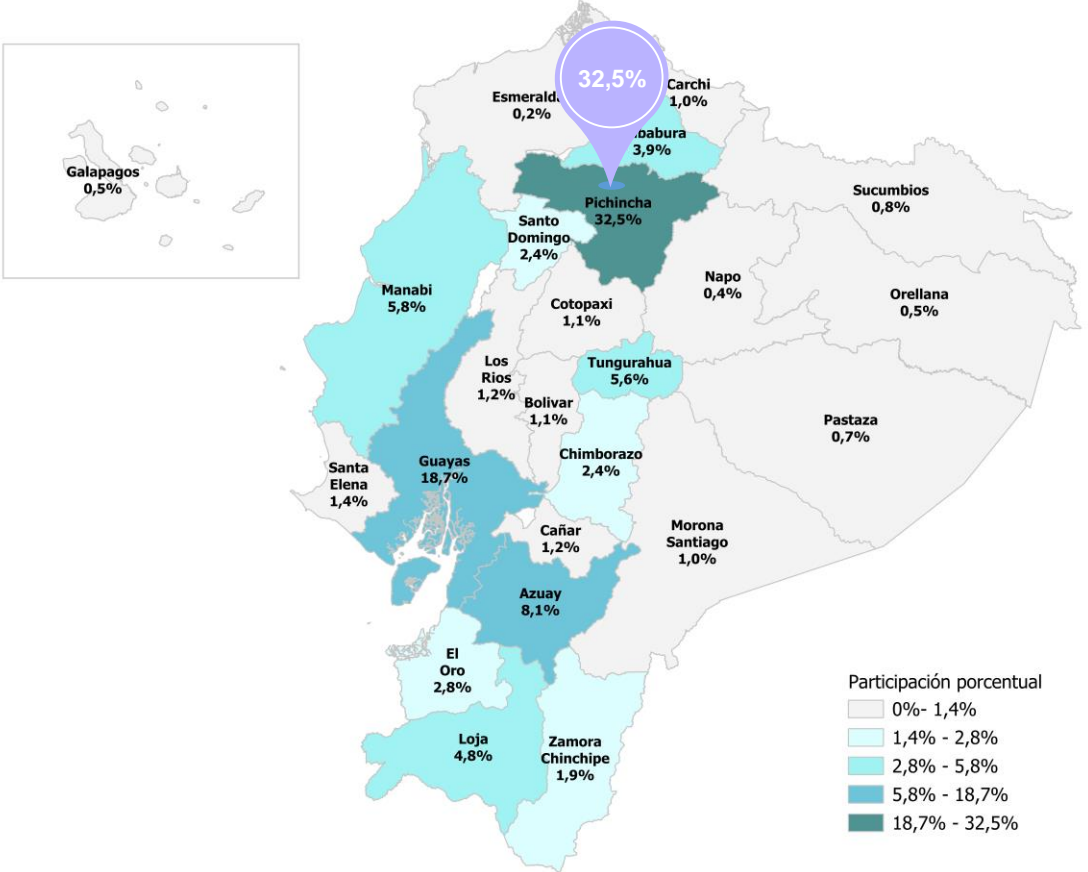 32,5%
Esmerald
0,2%
Carchi
1,0%
babura
3,9%
Galapagos
0,5%
Pichincha
32,5%
Sucumbios
0,8%
Santo
Domingo
2,4%
Napo
0,4%
Orellana
0,5%
Manabi
5,8%
Cotopaxi
1,1%
Los
Rios
1,2%
Tungurahua
5,6%
Bolivar
1,1%
Pastaza
0,7%
Chimborazo
2,4%
Guayas
18,7%
Santa
Elena
1,4%
Cañar
1,2%
Morona
Santiago
1,0%
Azuay
8,1%
El
Oro
2,8%
Loja
4,8%
Zamora
Chinchipe
1,9%
Participación porcentual
0%- 1,4%
1,4% - 2,8%
2,8% - 5,8%
5,8% - 18,7%
18,7% - 32,5%